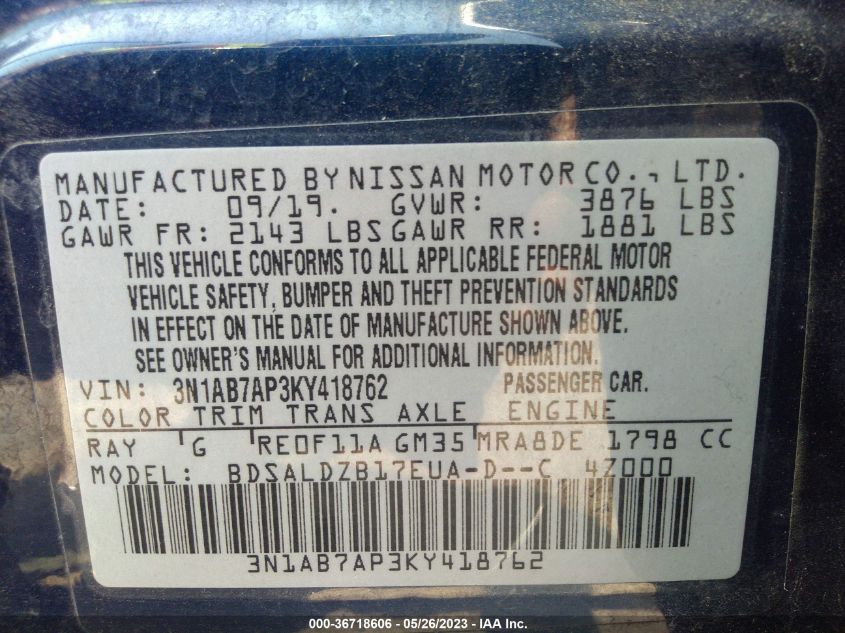 MANUFACTURED BY NISSAN MOTOR CO., LTD.
DATE: 09/19. GVWR: 3876 LBS
GAWR FR: 2143 LBS GAWR RR: 1881 LBS
THIS VEHICLE CONFORMS TO ALL APPLICABLE FEDERAL MOTOR
VEHICLE SAFETY, BUMPER AND THEFT PREVENTION STANDARDS
IN EFFECT ON THE DATE OF MANUFACTURE SHOWN ABOVE.
SEE OWNER'S MANUAL FOR ADDITIONAL INFORMATION.
VIN: 3N1AB7AP3KY418762 PASSENGER CAR.
COLOR TRIM TRANS AXLE ENGINE
RAY G RE0F11A GM35 MRA8DE 1798 CC
MODEL: BDSALDZB17EUA-D--C 4Z000
3N1AB7AP3KY418762
000-36718606 - 05/26/2023 - © IAA Inc.